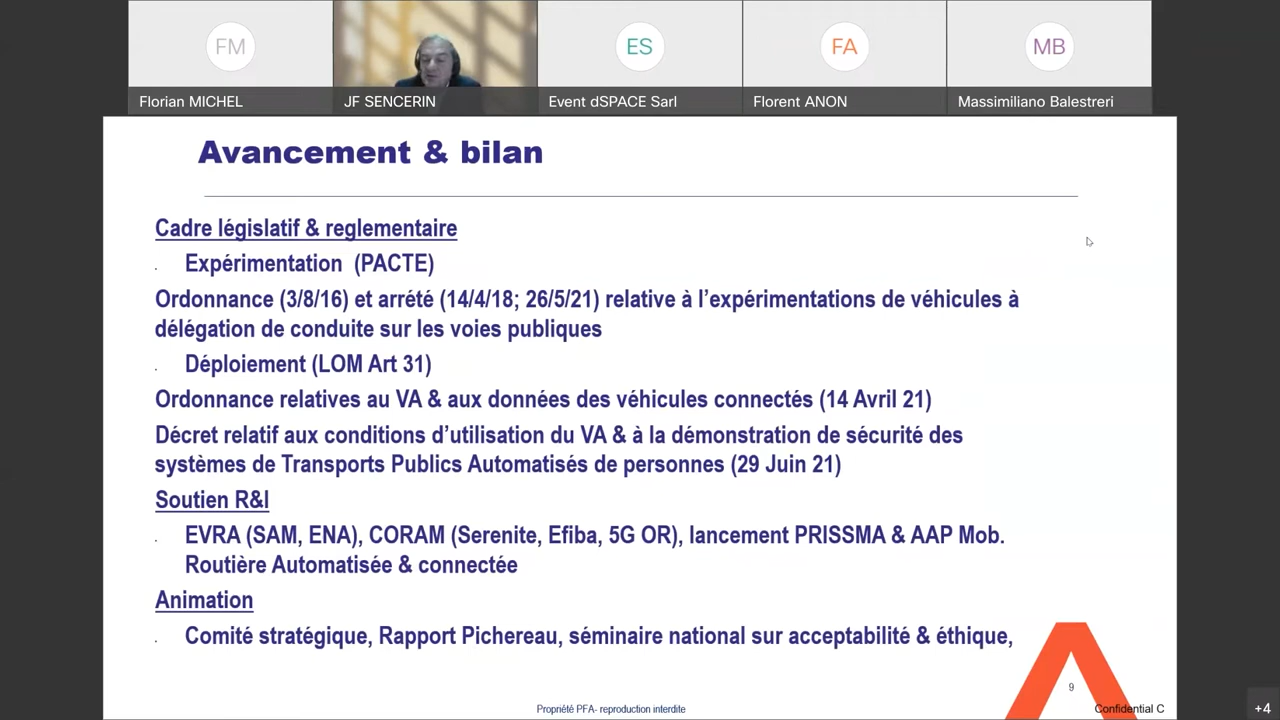 FM
ES
FA
MB
Florian MICHEL
JF SENCERIN
Event dSPACE Sarl
Florent ANON
Massimiliano Balestreri
Avancement & bilan
Cadre législatif & reglementaire
Expérimentation (PACTE)
Ordonnance (3/8/16) et arrété (14/4/18; 26/5/21) relative à l’expérimentations de véhicules à
délégation de conduite sur les voies publiques
Déploiement (LOM Art 31)
Ordonnance relatives au VA & aux données des véhicules connectés (14 Avril 21)
Décret relatif aux conditions d’utilisation du VA & à la démonstration de sécurité des
systèmes de Transports Publics Automatisés de personnes (29 Juin 21)
Soutien R&I
EVRA (SAM, ENA), CORAM (Serenite, Efiba, 5G OR), lancement PRISSMA & AAP Mob.
Routière Automatisée & connectée
Animation
Comité stratégique, Rapport Pichereau, séminaire national sur acceptabilité & éthique,
9
Propriété PFA- reproduction interdite
Confidential C
+4